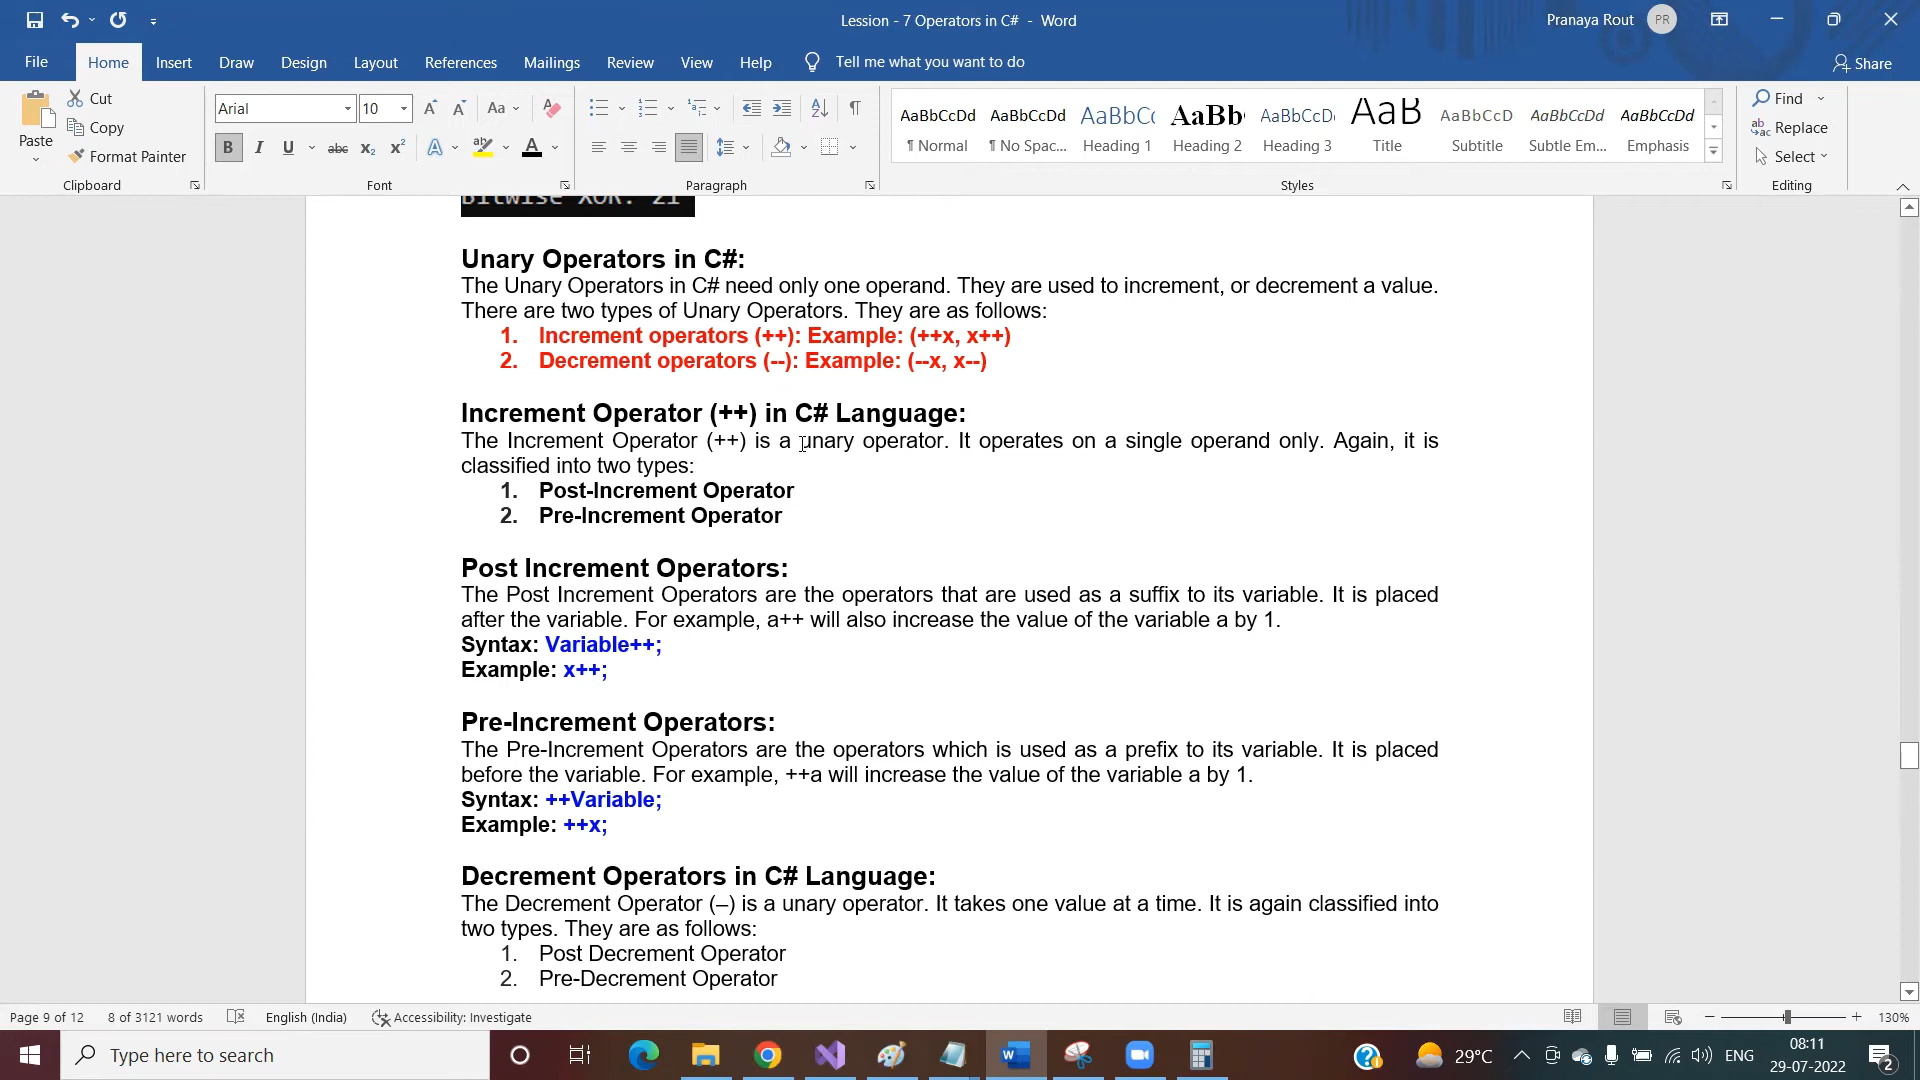 Lession - 7 Operators in C# - Word
Pranaya Rout PR
File Home Insert Draw Design Layout References Mailings Review View Help Tell me what you want to do Share
Paste
Cut
Copy
Format Painter
Clipboard
Arial 10
Font
Paragraph
AaBbCcDd ¶ Normal
AaBbCcDd ¶ No Spac...
AaBbCc Heading 1
AaBb Heading 2
AaBbCcD Heading 3
AaB Title
AaBbCcD Subtitle
AaBbCcDd Subtle Em...
AaBbCcDd Emphasis
Styles
Find
Replace
Select
Editing
Bitwise XOR: 21
Unary Operators in C#:
The Unary Operators in C# need only one operand. They are used to increment, or decrement a value.
There are two types of Unary Operators. They are as follows:
1. Increment operators (++): Example: (++x, x++)
2. Decrement operators (--): Example: (--x, x--)
Increment Operator (++) in C# Language:
The Increment Operator (++) is a unary operator. It operates on a single operand only. Again, it is
classified into two types:
1. Post-Increment Operator
2. Pre-Increment Operator
Post Increment Operators:
The Post Increment Operators are the operators that are used as a suffix to its variable. It is placed
after the variable. For example, a++ will also increase the value of the variable a by 1.
Syntax: Variable++;
Example: x++;
Pre-Increment Operators:
The Pre-Increment Operators are the operators which is used as a prefix to its variable. It is placed
before the variable. For example, ++a will increase the value of the variable a by 1.
Syntax: ++Variable;
Example: ++x;
Decrement Operators in C# Language:
The Decrement Operator (–) is a unary operator. It takes one value at a time. It is again classified into
two types. They are as follows:
1. Post Decrement Operator
2. Pre-Decrement Operator
Page 9 of 12 8 of 3121 words English (India) Accessibility: Investigate 130%
Type here to search
29°C ENG
08:11
29-07-2022
2